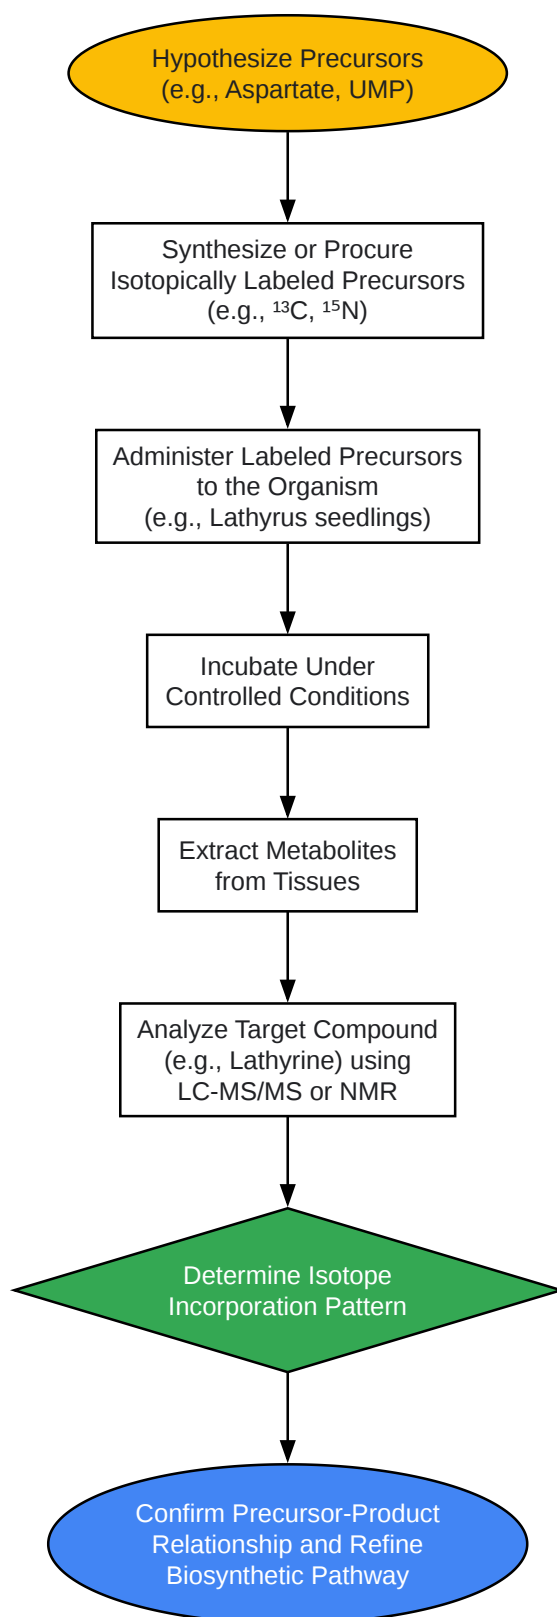 Hypothesize Precursors
(e.g., Aspartate, UMP)
Synthesize or Procure
Isotopically Labeled Precursors
(e.g., ¹³C, ¹⁵N)
Administer Labeled Precursors
to the Organism
(e.g., Lathyrus seedlings)
Incubate Under
Controlled Conditions
Extract Metabolites
from Tissues
Analyze Target Compound
(e.g., Lathyrine) using
LC-MS/MS or NMR
Determine Isotope
Incorporation Pattern
Confirm Precursor-Product
Relationship and Refine
Biosynthetic Pathway